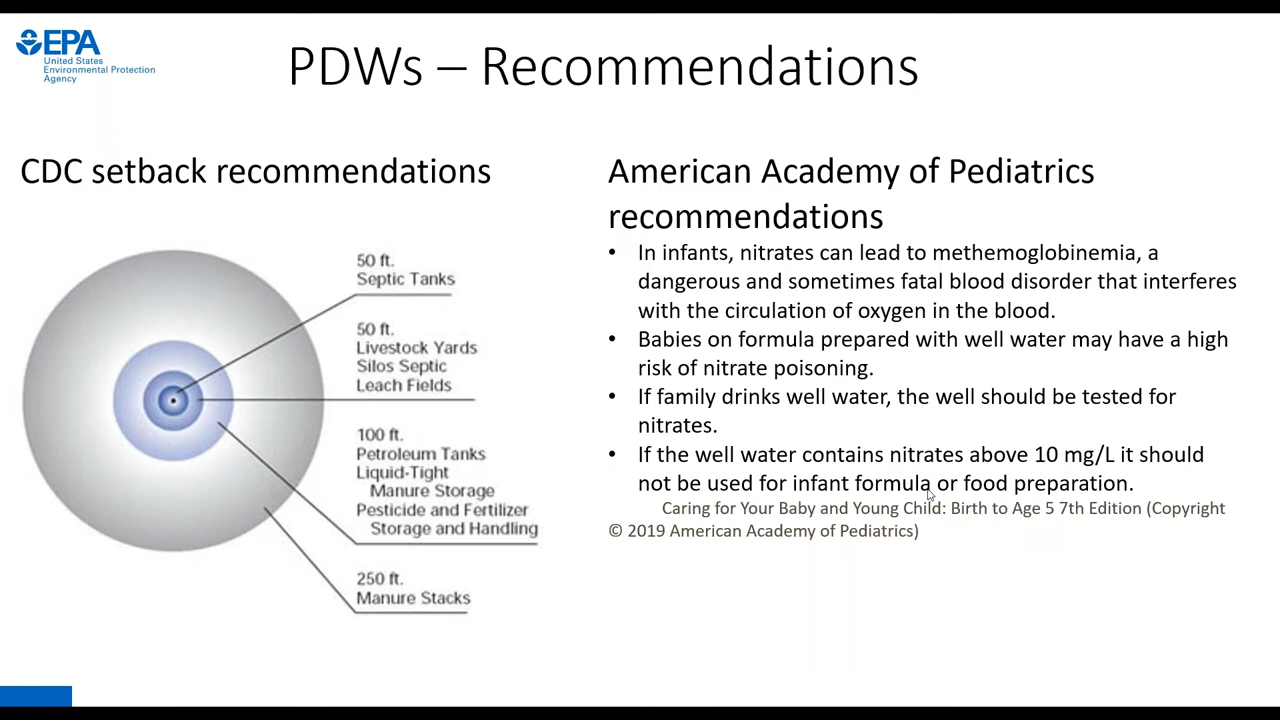 EPA
United States
Environmental Protection
Agency
PDWs – Recommendations
CDC setback recommendations
50 ft.
Septic Tanks
50 ft.
Livestock Yards
Silos Septic
Leach Fields
100 ft.
Petroleum Tanks
Liquid-Tight
Manure Storage
Pesticide and Fertilizer
Storage and Handling
250 ft.
Manure Stacks
American Academy of Pediatrics
recommendations
• In infants, nitrates can lead to methemoglobinemia, a
dangerous and sometimes fatal blood disorder that interferes
with the circulation of oxygen in the blood.
• Babies on formula prepared with well water may have a high
risk of nitrate poisoning.
• If family drinks well water, the well should be tested for
nitrates.
• If the well water contains nitrates above 10 mg/L it should
not be used for infant formula or food preparation.
Caring for Your Baby and Young Child: Birth to Age 5 7th Edition (Copyright
© 2019 American Academy of Pediatrics)